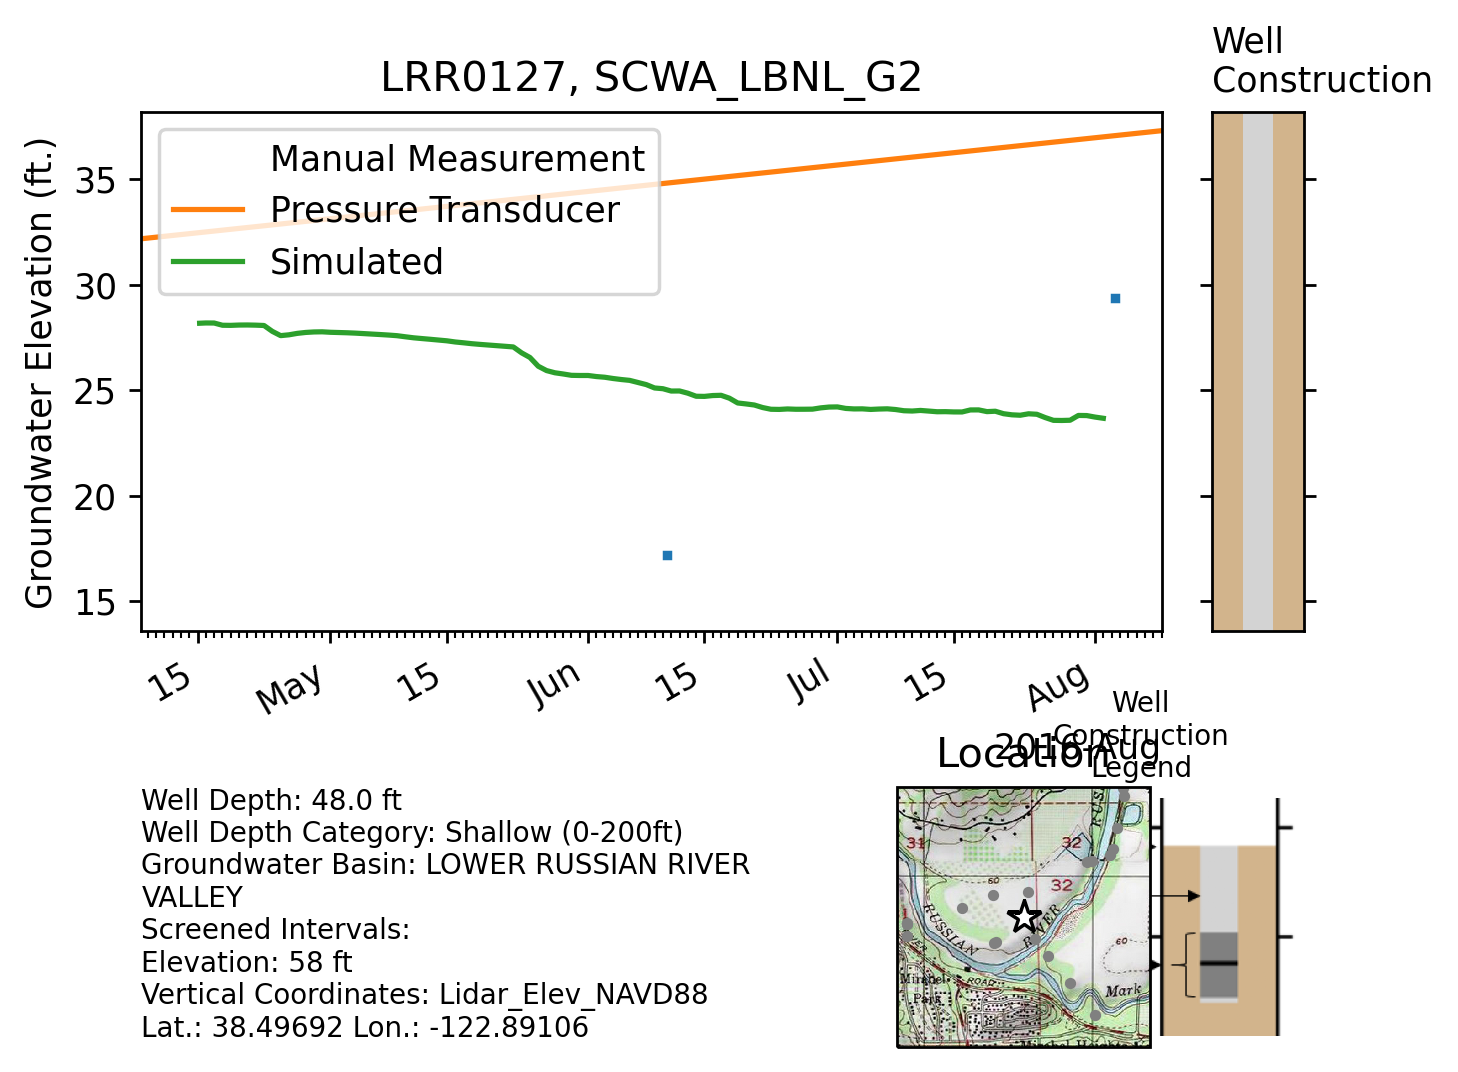 Well
Construction
LRR0127, SCWA_LBNL_G2
Groundwater Elevation (ft.)
Manual Measurement
Pressure Transducer
Simulated
35
30
25
20
15
15
May
15
Jun
15
Jul
15
Aug
2016-Aug
Location
Well
Construction
Legend
Well Depth: 48.0 ft
Well Depth Category: Shallow (0-200ft)
Groundwater Basin: LOWER RUSSIAN RIVER
VALLEY
Screened Intervals:
Elevation: 58 ft
Vertical Coordinates: Lidar_Elev_NAVD88
Lat.: 38.49692 Lon.: -122.89106
31
32
RUS
60
32
RUSSIAN
RIVER
60
ROAD
Mirabel
Park
Mark